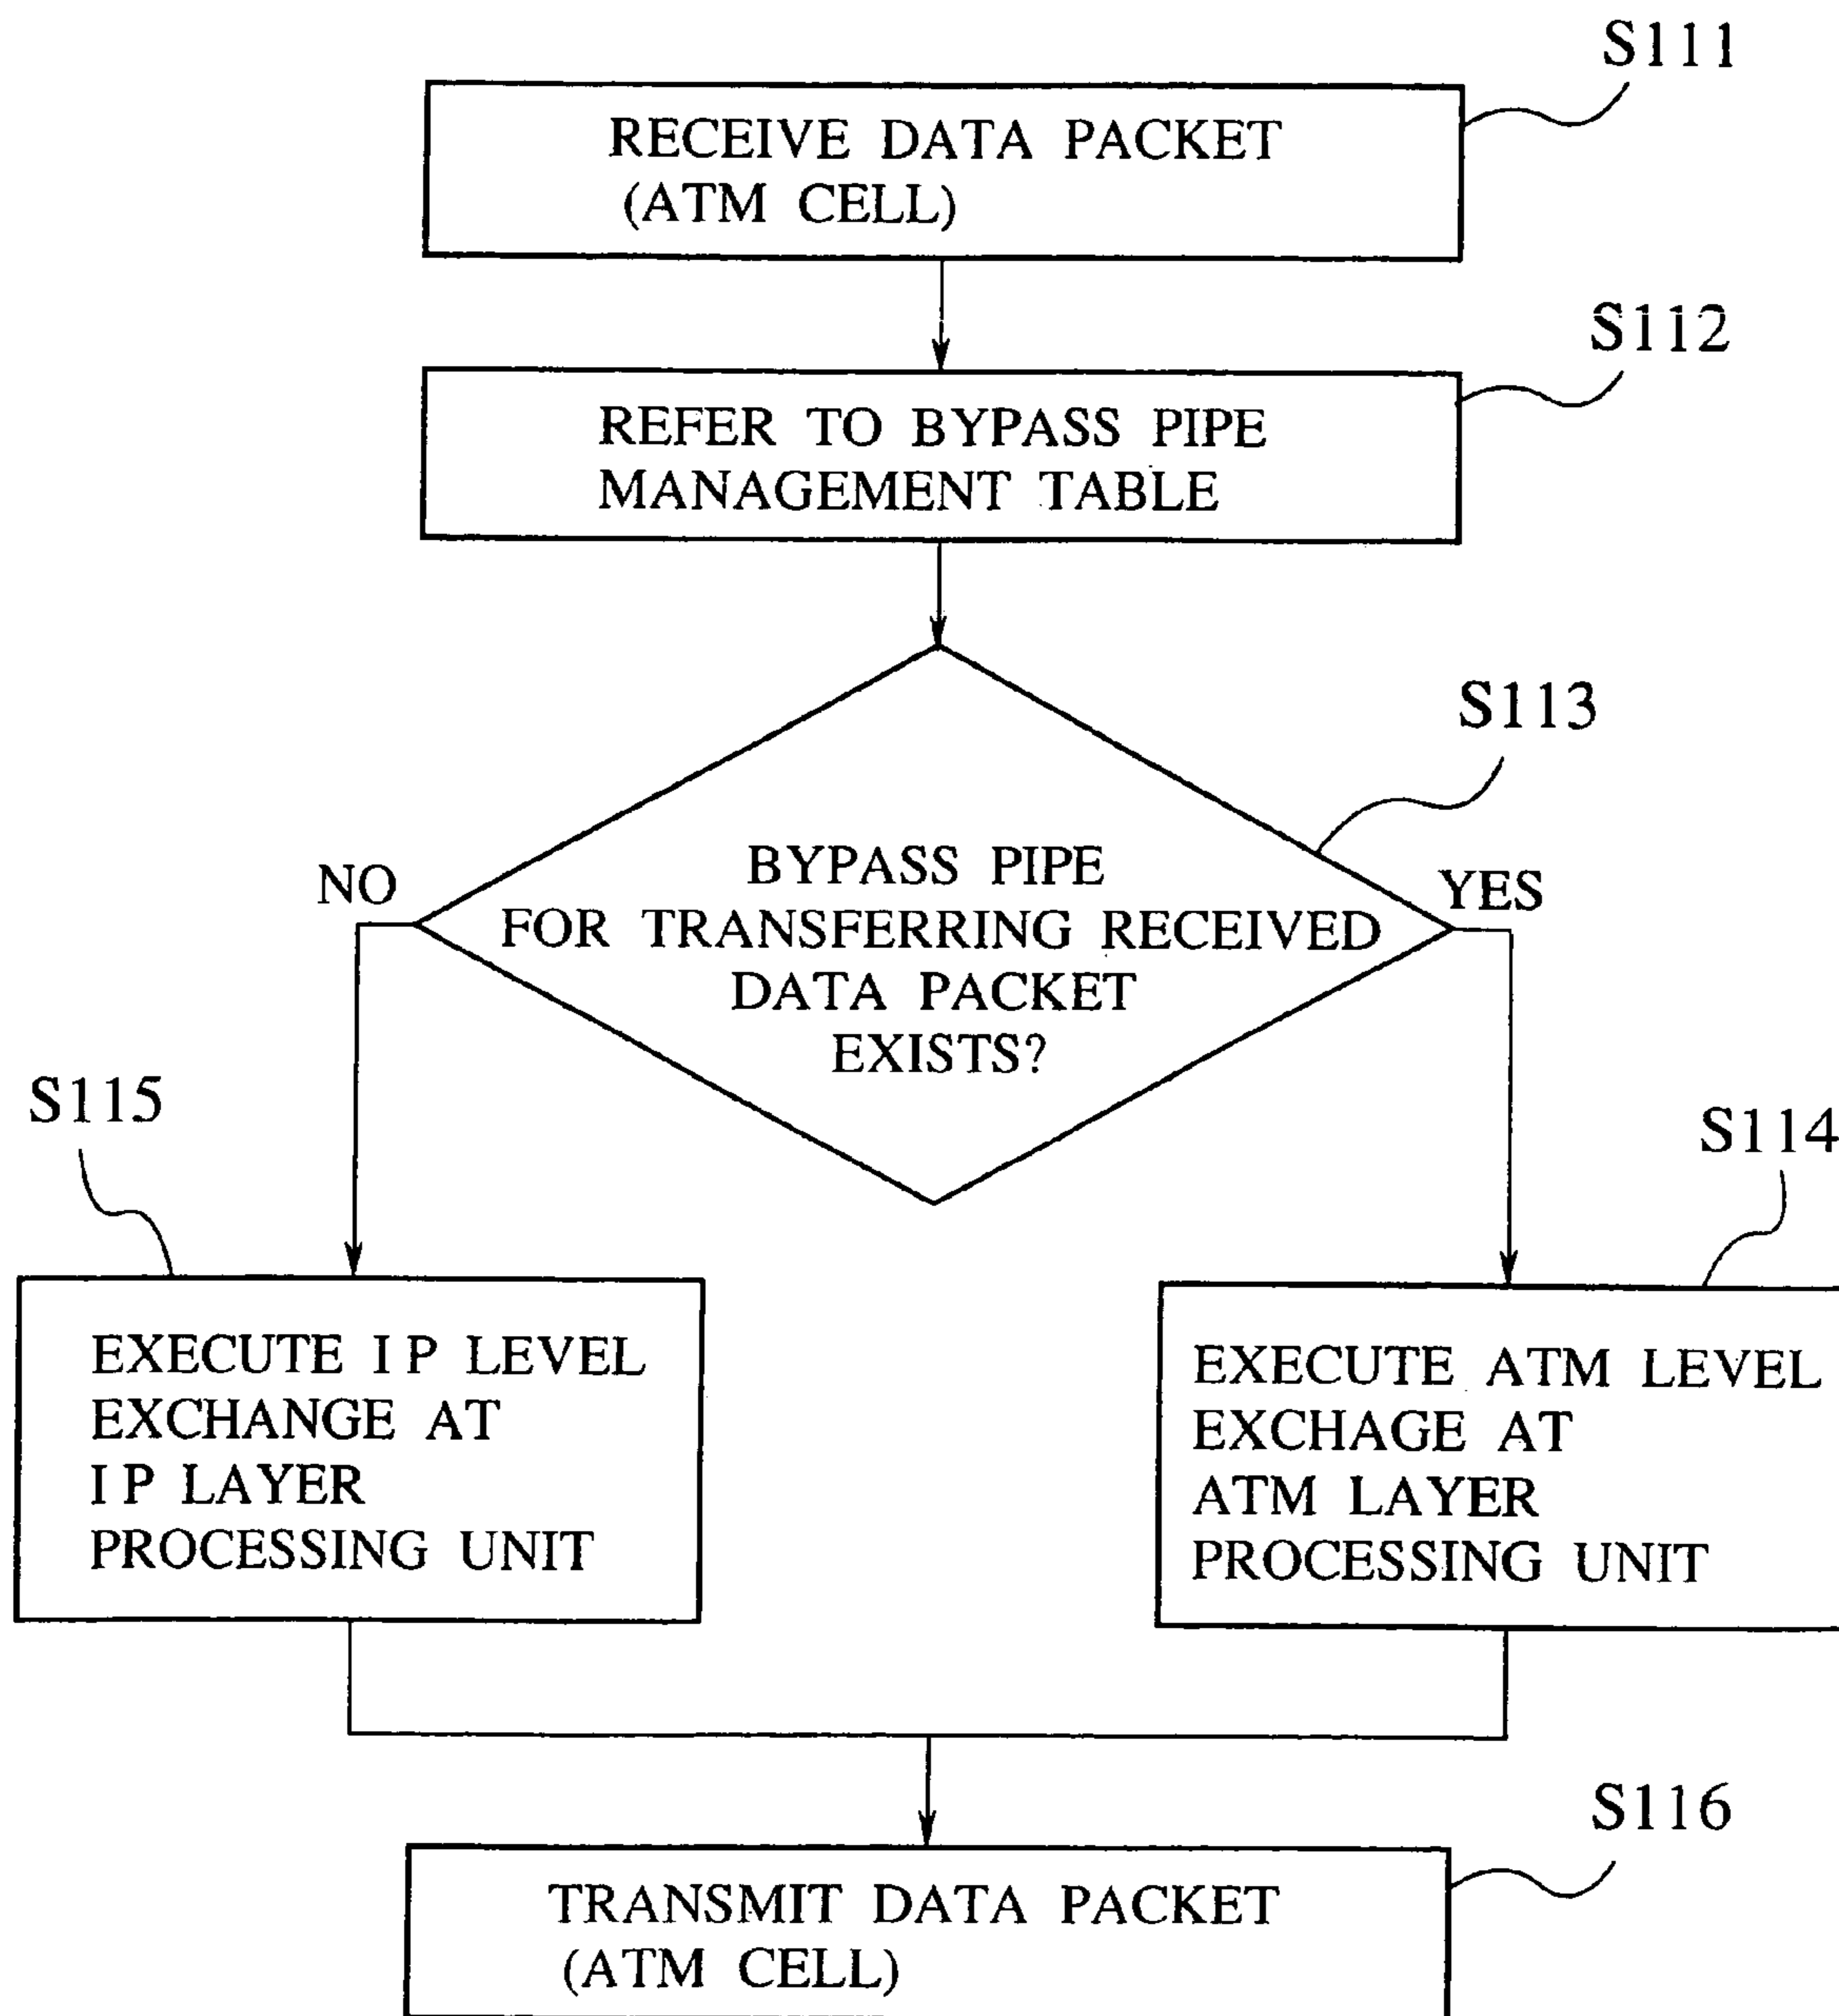 S111
RECEIVE DATA PACKET
(ATM CELL)
S112
REFER TO BYPASS PIPE
MANAGEMENT TABLE
S113
NO
YES
BYPASS PIPE
FOR TRANSFERRING RECEIVED
DATA PACKET
EXISTS?
S115
S114
EXECUTE IP LEVEL
EXCHANGE AT
IP LAYER
PROCESSING UNIT
EXECUTE ATM LEVEL
EXCHAGE AT
ATM LAYER
PROCESSING UNIT
S116
TRANSMIT DATA PACKET
(ATM CELL)